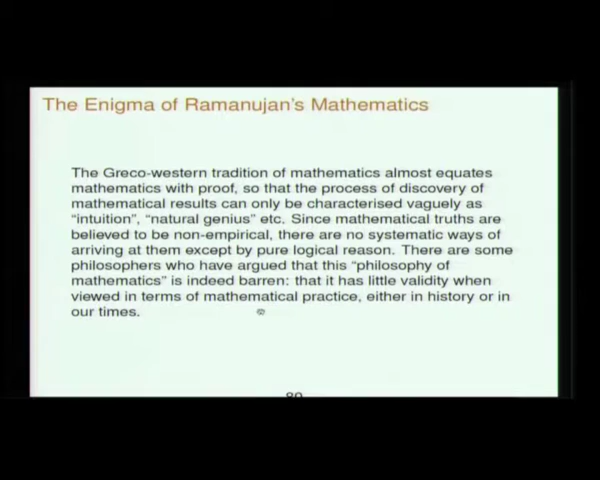 The Enigma of Ramanujan's Mathematics
The Greco-western tradition of mathematics almost equates
mathematics with proof, so that the process of discovery of
mathematical results can only be characterised vaguely as
"intuition", "natural genius" etc. Since mathematical truths are
believed to be non-empirical, there are no systematic ways of
arriving at them except by pure logical reason. There are some
philosophers who have argued that this "philosophy of
mathematics" is indeed barren: that it has little validity when
viewed in terms of mathematical practice, either in history or in
our times.